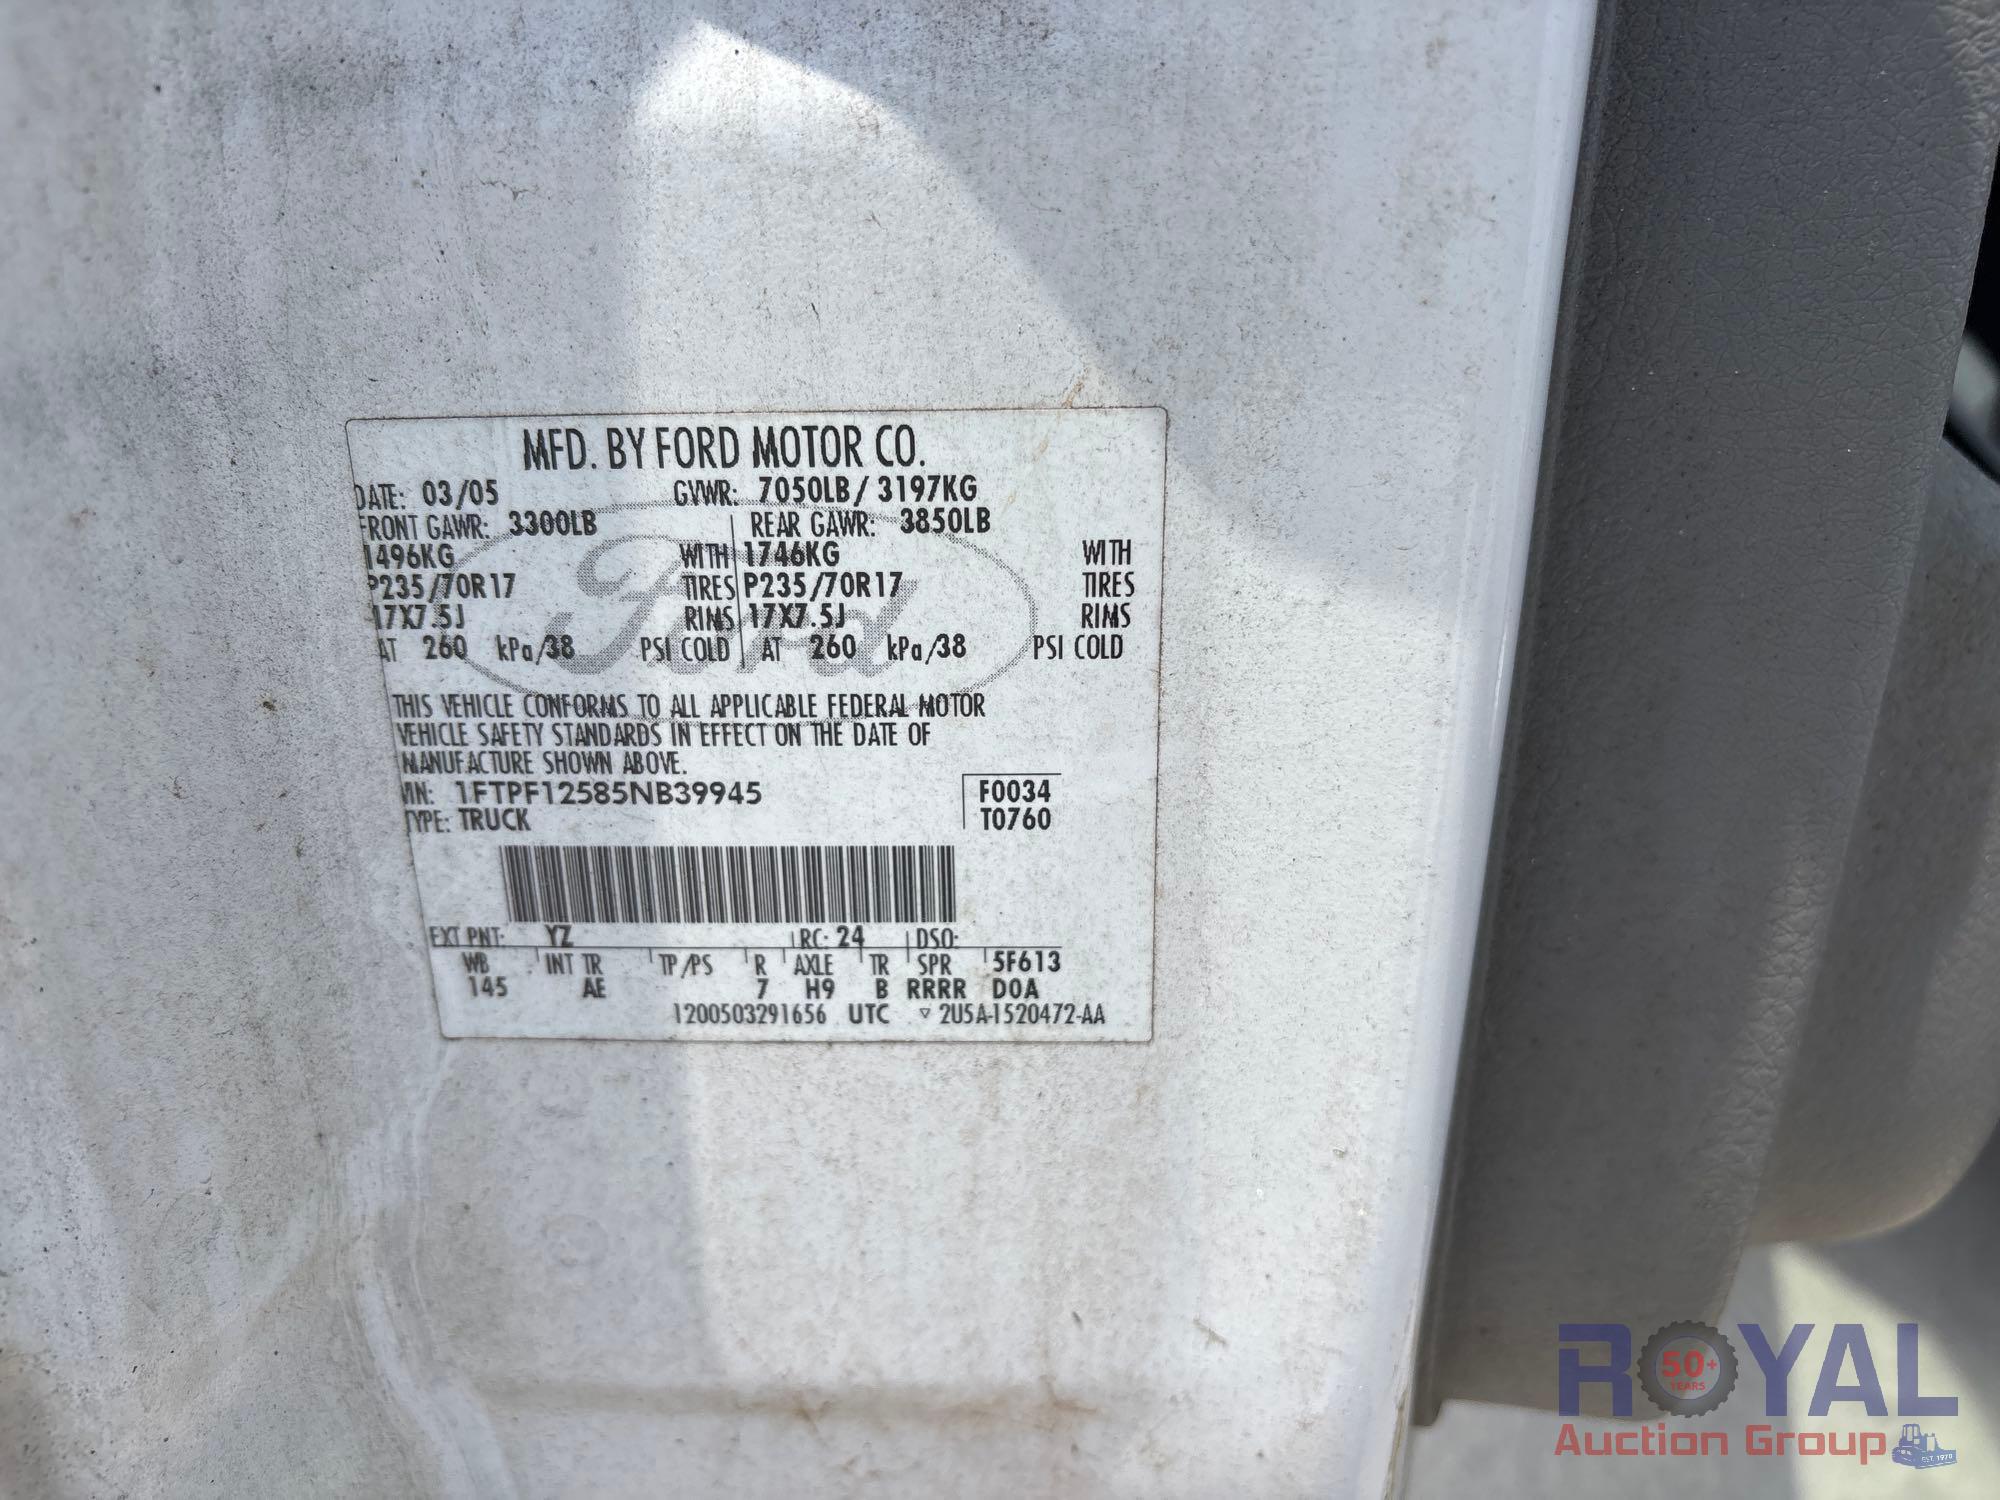 MFD. BY FORD MOTOR CO.
DATE: 03/05 GVWR: 7050LB/ 3197KG
FRONT GAWR: 3300LB REAR GAWR: 3850LB
1496KG WITH 1746KG WITH
P235/70R17 TIRES P235/70R17 TIRES
17X7.5J RIMS 17X7.5J RIMS
AT 260 kPa/38 PSI COLD AT 260 kPa/38 PSI COLD
Ford
THIS VEHICLE CONFORMS TO ALL APPLICABLE FEDERAL MOTOR
VEHICLE SAFETY STANDARDS IN EFFECT ON THE DATE OF
MANUFACTURE SHOWN ABOVE.
VIN: 1FTPF12585NB39945 F0034
TYPE: TRUCK T0760
EXT PNT: YZ RC: 24 DSO:
WB INT TR TP/PS R AXLE TR SPR 5F613
145 AE 7 H9 B RRRR D0A
1200503291656 UTC ▿ 2U5A-1520472-AA
ROYAL
50+
YEARS
Auction Group
EST. 1970